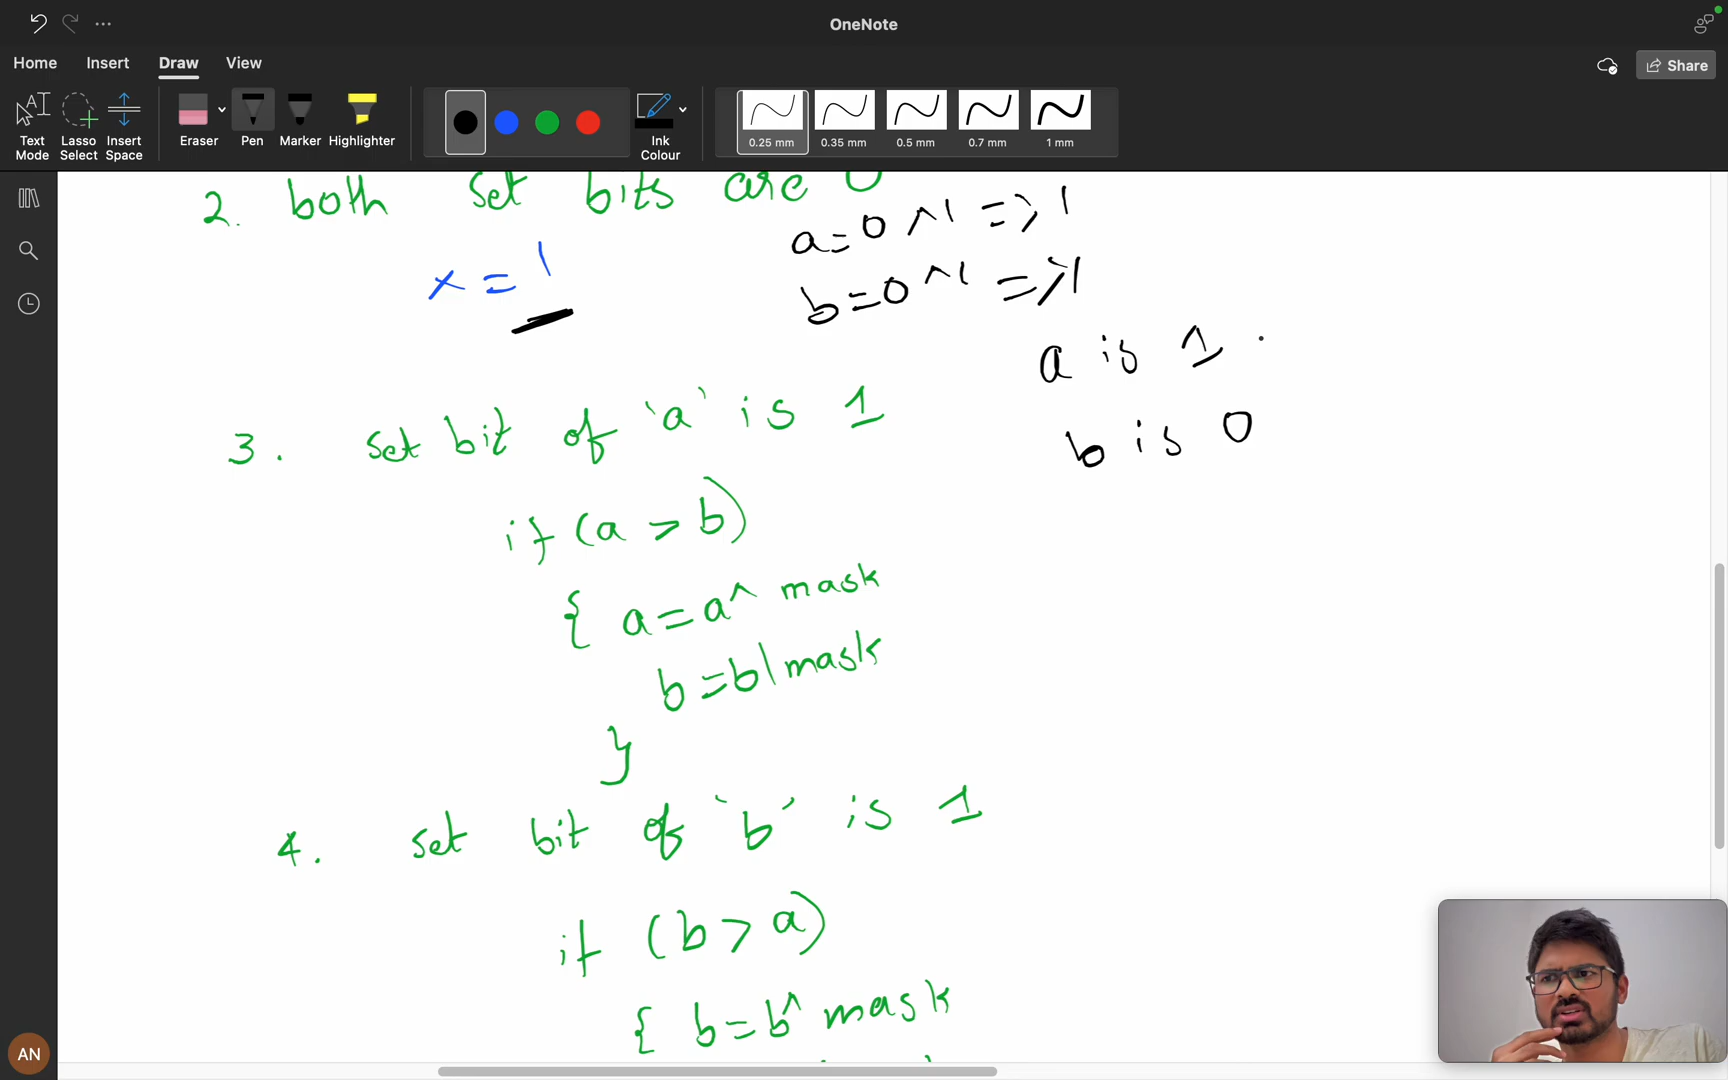 OneNote
Home Insert Draw View
Share
Text Mode
Lasso Select
Insert Space
Eraser
Pen
Marker
Highlighter
Ink Colour
0.25 mm
0.35 mm
0.5 mm
0.7 mm
1 mm
2. both set bits are 0
x = 1
a=0 ^1 =>1
b=0 ^1 =>1
a is 1
b is 0
3. set bit of 'a' is 1
if (a > b)
{ a=a^ mask
b=b|mask
}
4. set bit of 'b' is 1
if (b > a)
{ b=b^ mask
AN